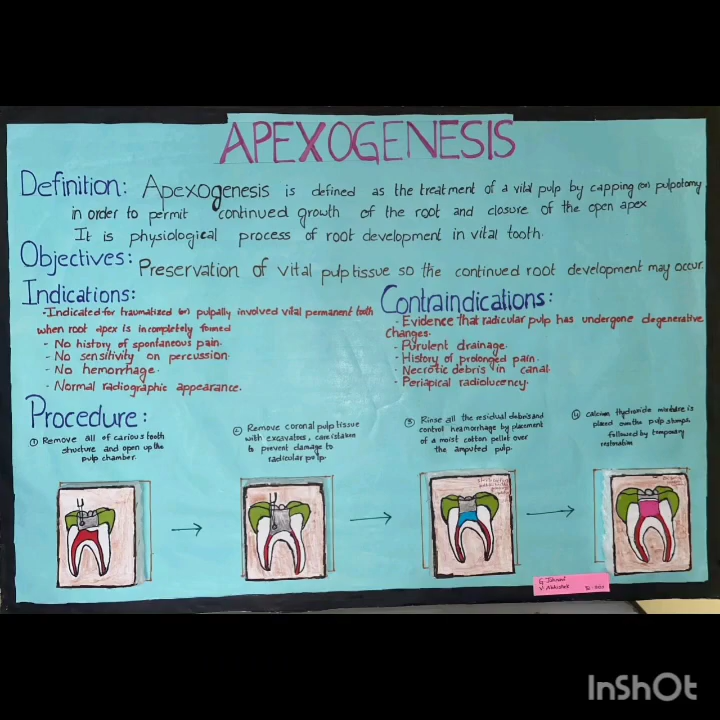 APEXOGENESIS
Definition: Apexogenesis is defined as the treatment of a vital pulp by capping (or) pulpotomy
in order to permit continued growth of the root and closure of the open apex
It is physiological process of root development in vital tooth.
Objectives: Preservation of vital pulp tissue so the continued root development may occur.
Indications:
- Indicated for traumatized (or) pulpally involved vital permanent tooth
when root apex is incompletely formed
- No history of spontaneous pain.
- No sensitivity on percussion.
- No hemorrhage.
- Normal radiographic appearance.
Contraindications:
- Evidence that radicular pulp has undergone degenerative
changes.
- Purulent drainage.
- History of prolonged pain.
- Necrotic debris in canal.
- Periapical radiolucency.
Procedure:
① Remove all of carious tooth
structure and open up the
pulp chamber.
② Remove coronal pulp tissue
with excavators, care is taken
to prevent damage to
radicular pulp.
③ Rinse all the residual debris and
control heamorrhage by placement
of a moist cotton pellet over
the amputed pulp.
④ calcium Hydroxide mixture is
placed over the pulp stumps
followed by temporary
restoration
InShOt